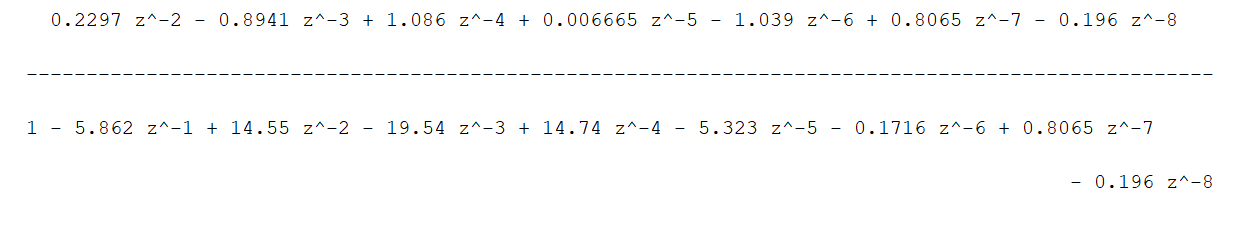 0.2297 z^-2 - 0.8941 z^-3 + 1.086 z^-4 + 0.006665 z^-5 - 1.039 z^-6 + 0.8065 z^-7 - 0.196 z^-8
---------------------------------------------------------------------------------------------------
1 - 5.862 z^-1 + 14.55 z^-2 - 19.54 z^-3 + 14.74 z^-4 - 5.323 z^-5 - 0.1716 z^-6 + 0.8065 z^-7
- 0.196 z^-8